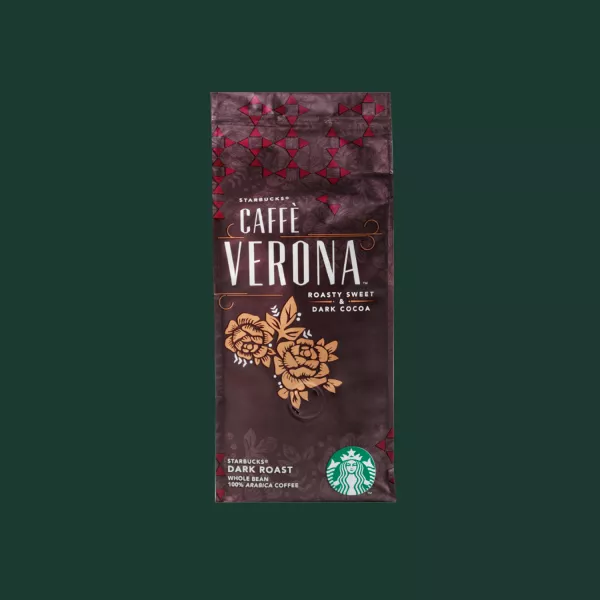 STARBUCKS®
CAFFÈ
VERONA™
ROASTY SWEET
&
DARK COCOA
STARBUCKS®
DARK ROAST
WHOLE BEAN
100% ARABICA COFFEE